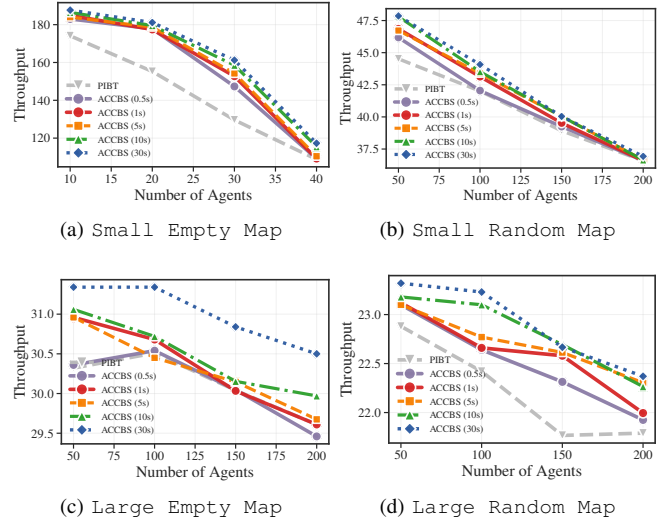 180
160
140
120
Throughput
PIBT
ACCBS (0.5s)
ACCBS (1s)
ACCBS (5s)
ACCBS (10s)
ACCBS (30s)
10 15 20 25 30 35 40
Number of Agents
(a) Small Empty Map
47.5
45.0
42.5
40.0
37.5
Throughput
PIBT
ACCBS (0.5s)
ACCBS (1s)
ACCBS (5s)
ACCBS (10s)
ACCBS (30s)
50 75 100 125 150 175 200
Number of Agents
(b) Small Random Map
31.0
30.5
30.0
29.5
Throughput
PIBT
ACCBS (0.5s)
ACCBS (1s)
ACCBS (5s)
ACCBS (10s)
ACCBS (30s)
50 75 100 125 150 175 200
Number of Agents
(c) Large Empty Map
23.0
22.5
22.0
Throughput
PIBT
ACCBS (0.5s)
ACCBS (1s)
ACCBS (5s)
ACCBS (10s)
ACCBS (30s)
50 75 100 125 150 175 200
Number of Agents
(d) Large Random Map